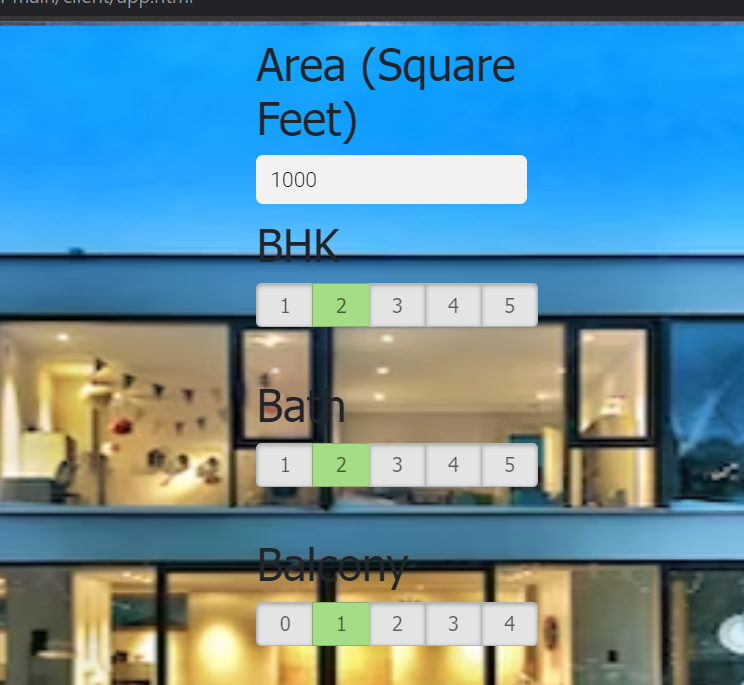 main/client/app.html
Area (Square
Feet)
1000
BHK
1 2 3 4 5
Bath
1 2 3 4 5
Balcony
0 1 2 3 4